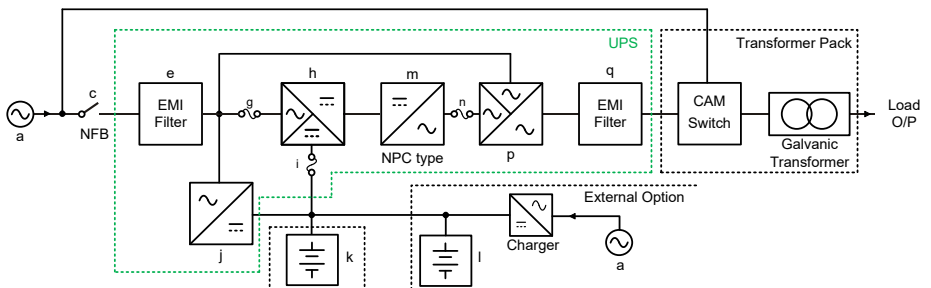 UPS
Transformer Pack
c
e
h
m
q
EMI
Filter
g
n
EMI
Filter
CAM
Switch
Load
O/P
a
NFB
NPC type
p
Galvanic
Transformer
i
External Option
j
k
l
Charger
a